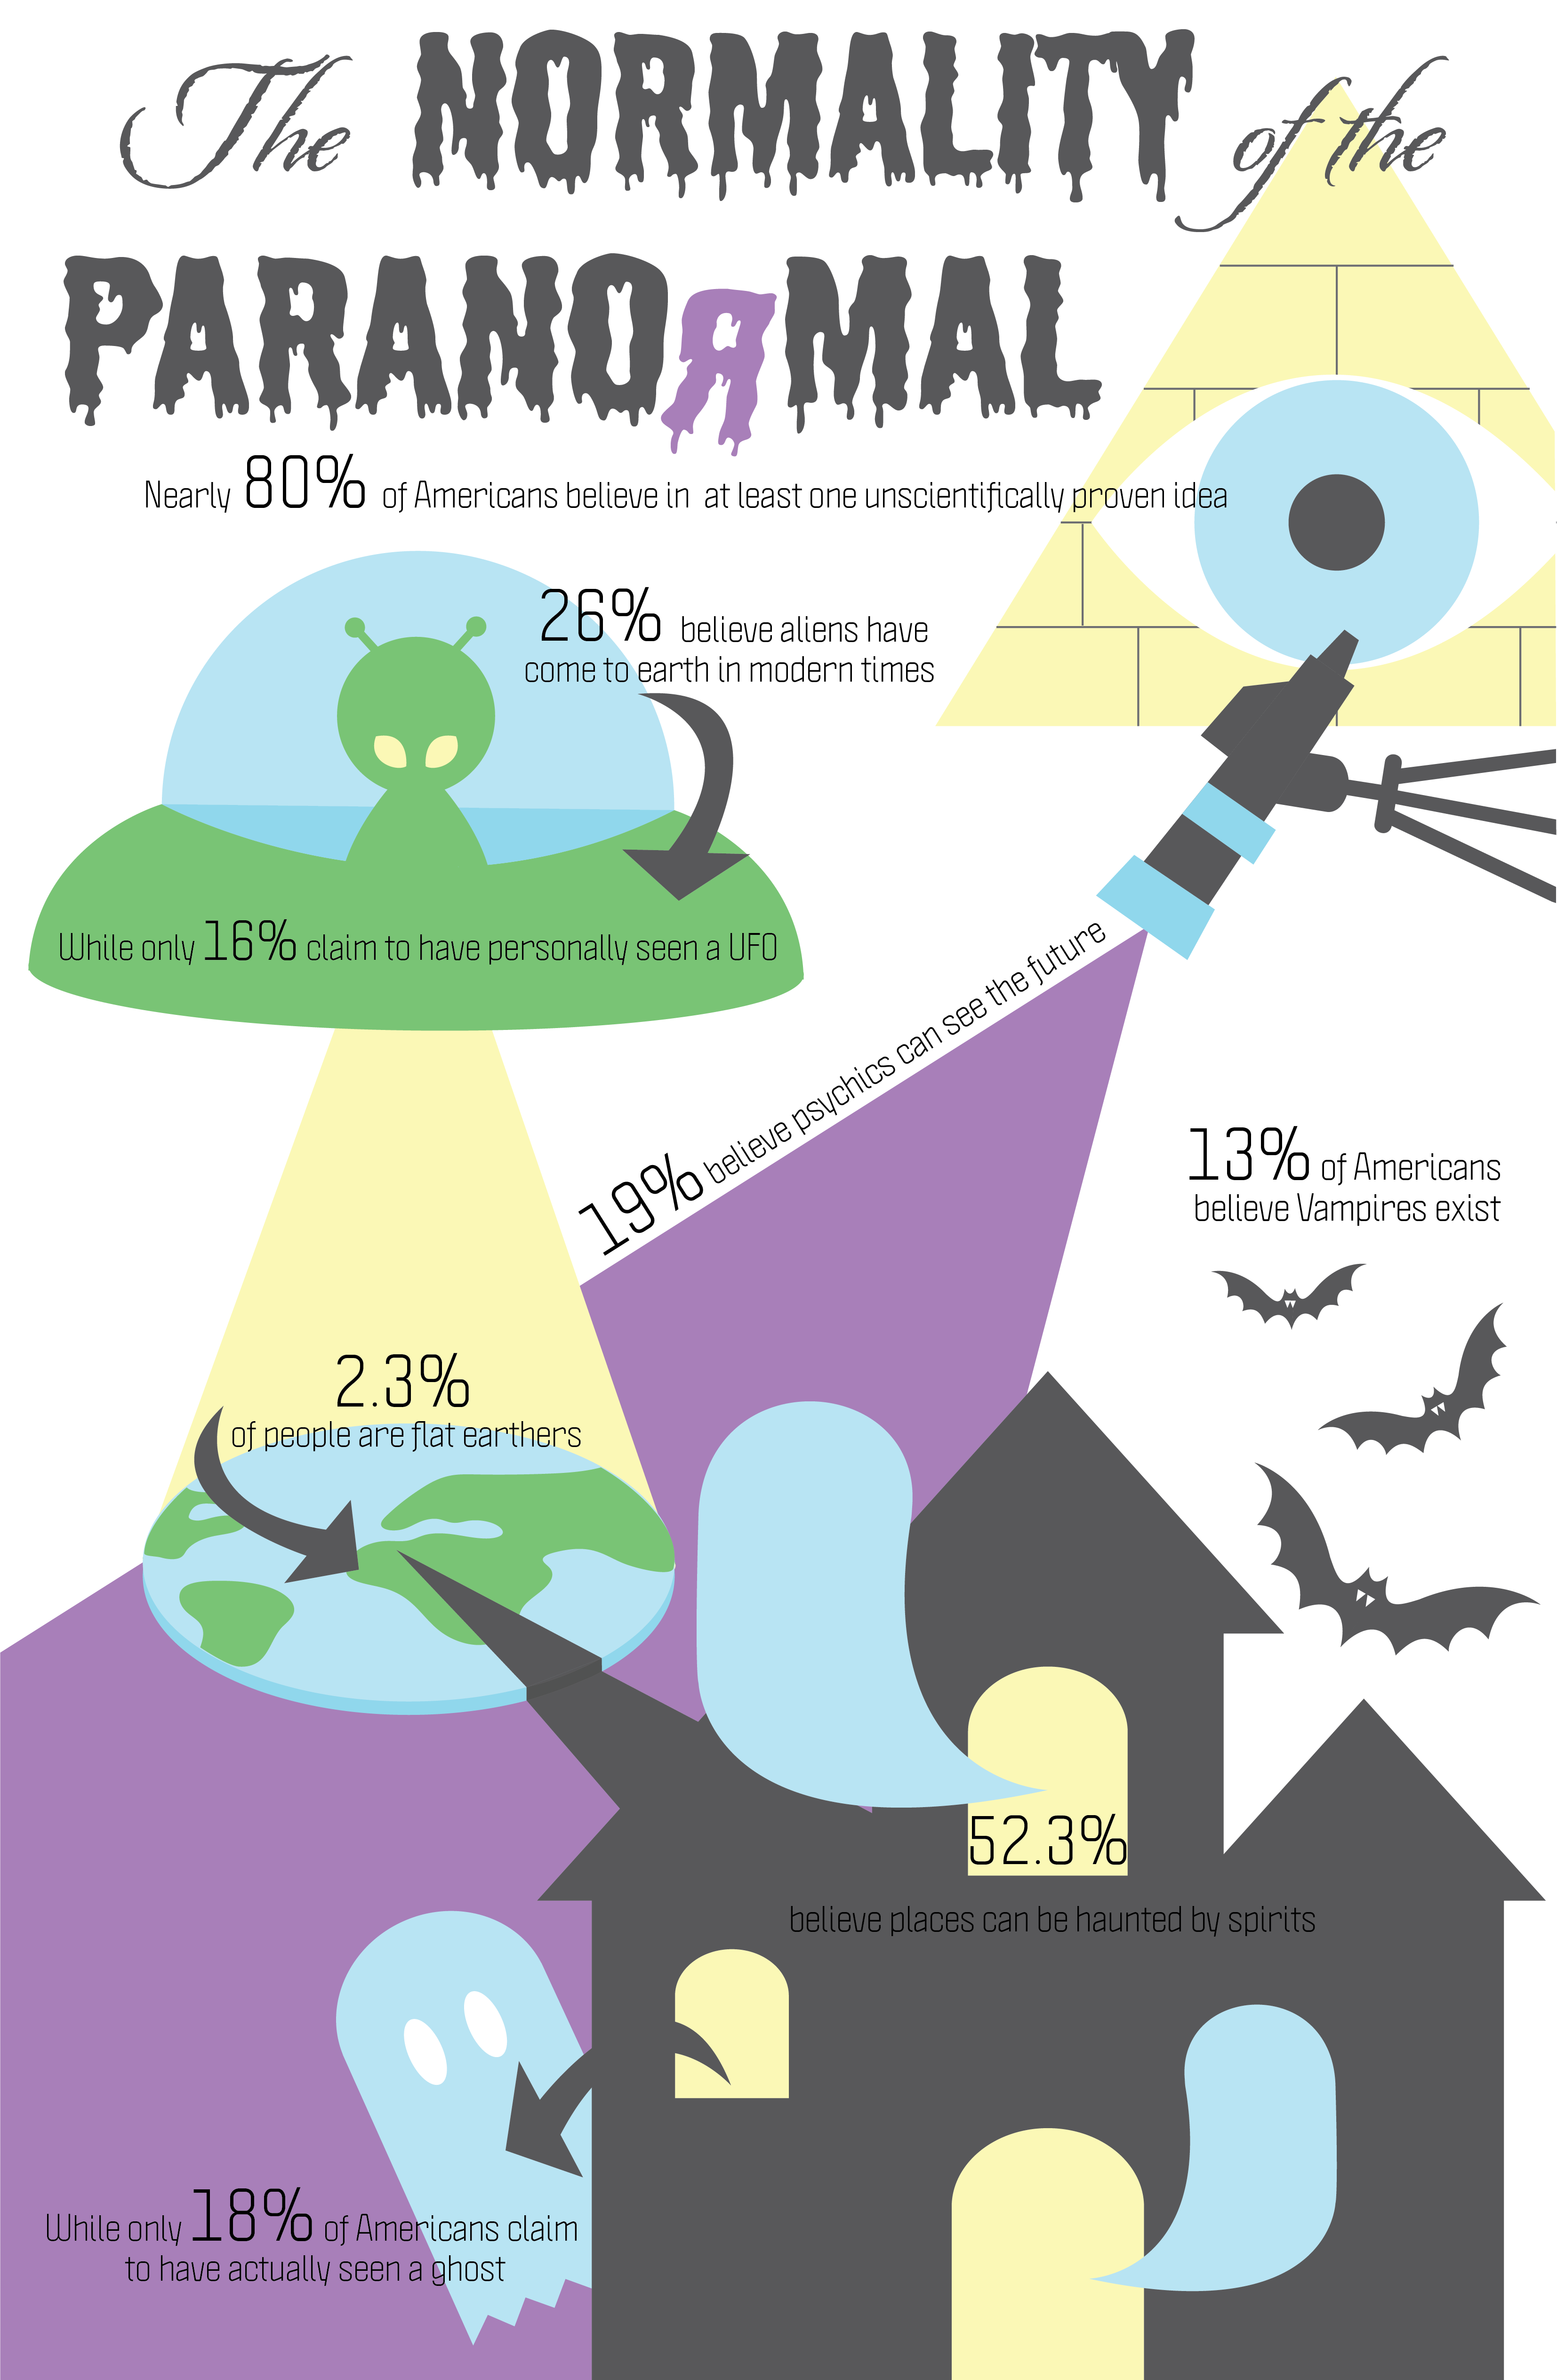 The NORMALITY of the
PARANORMAL
Nearly 80% of Americans believe in at least one unscientifically proven idea
26% believe aliens have
come to earth in modern times
While only 16% claim to have personally seen a UFO
19% believe psychics can see the future
13% of Americans
believe Vampires exist
2.3%
of people are flat earthers
52.3%
believe places can be haunted by spirits
While only 18% of Americans claim
to have actually seen a ghost